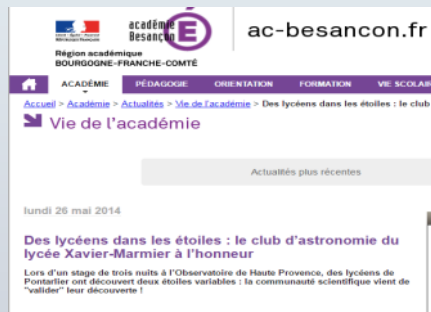 académie
Besançon
ac-besancon.fr
Région académique
BOURGOGNE-FRANCHE-COMTÉ
ACADÉMIE PÉDAGOGIE ORIENTATION FORMATION VIE SCOLAIR
Accueil > Académie > Actualités > Vie de l'académie > Des lycéens dans les étoiles : le club
Vie de l'académie
Actualités plus récentes
lundi 26 mai 2014
Des lycéens dans les étoiles : le club d'astronomie du
lycée Xavier-Marmier à l'honneur
Lors d'un stage de trois nuits à l'Observatoire de Haute Provence, des lycéens de
Pontarlier ont découvert deux étoiles variables : la communauté scientifique vient de
"valider" leur découverte !